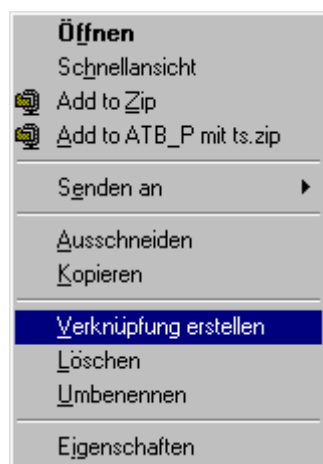 Öffnen
Schnellansicht
Add to Zip
Add to ATB_P mit ts.zip
Senden an
Ausschneiden
Kopieren
Verknüpfung erstellen
Löschen
Umbenennen
Eigenschaften